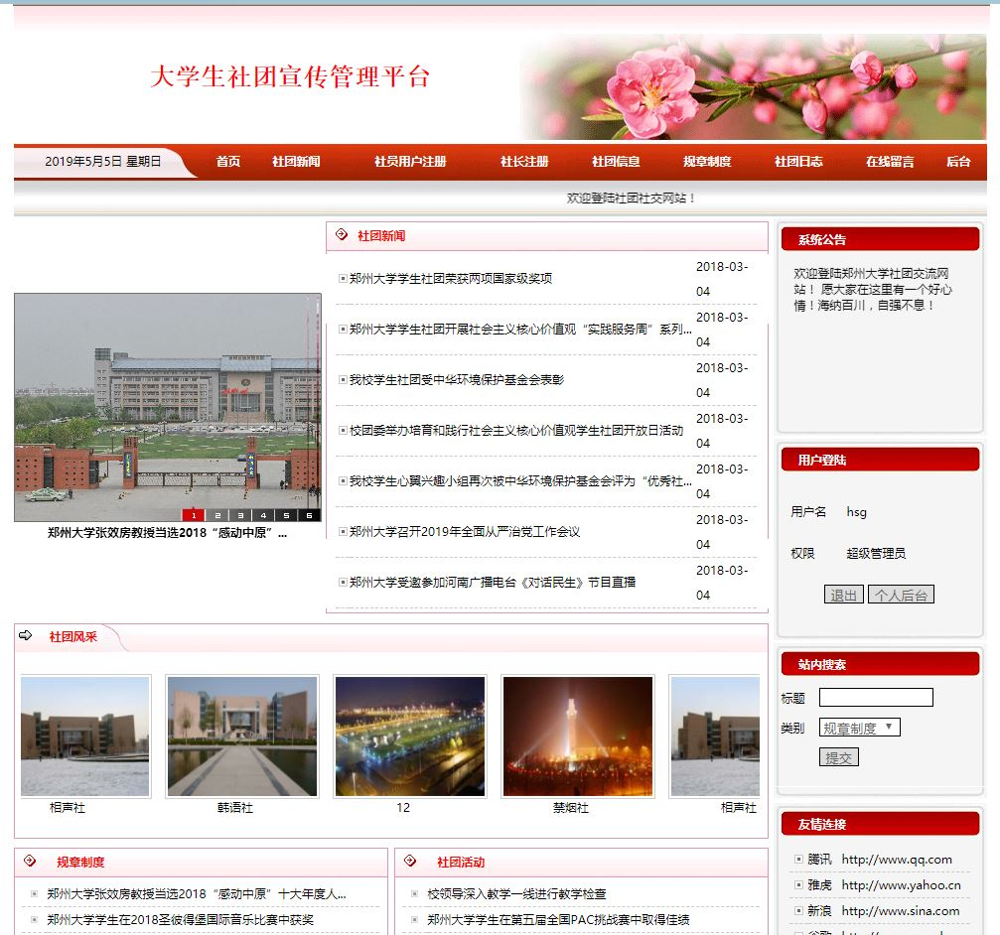 大学生社团宣传管理平台
2019年5月5日 星期日
首页 社团新闻 社员用户注册 社长注册 社团信息 规章制度 社团日志 在线留言 后台
欢迎登陆社团社交网站！
1 2 3 4 5 6
郑州大学张效房教授当选2018“感动中原”...
社团新闻
郑州大学学生社团荣获两项国家级奖项 2018-03-
04
郑州大学学生社团开展社会主义核心价值观“实践服务周”系列... 2018-03-
04
我校学生社团受中华环境保护基金会表彰 2018-03-
04
校团委举办培育和践行社会主义核心价值观学生社团开放日活动 2018-03-
04
我校学生心翼兴趣小组再次被中华环境保护基金会评为“优秀社... 2018-03-
04
郑州大学召开2019年全面从严治党工作会议 2018-03-
04
郑州大学受邀参加河南广播电台《对话民生》节目直播 2018-03-
04
系统公告
欢迎登陆郑州大学社团交流网
站！ 愿大家在这里有一个好心
情！海纳百川，自强不息！
用户登陆
用户名 hsg
权限 超级管理员
退出 个人后台
站内搜索
标题
类别 规章制度
提交
友情连接
腾讯 http://www.qq.com
雅虎 http://www.yahoo.cn
新浪 http://www.sina.com
社团风采
相声社 韩语社 12 禁烟社 相声社
规章制度
郑州大学张效房教授当选2018“感动中原”十大年度人...
郑州大学学生在2018圣彼得堡国际音乐比赛中获奖
社团活动
校领导深入教学一线进行教学检查
郑州大学学生在第五届全国PAC挑战赛中取得佳绩